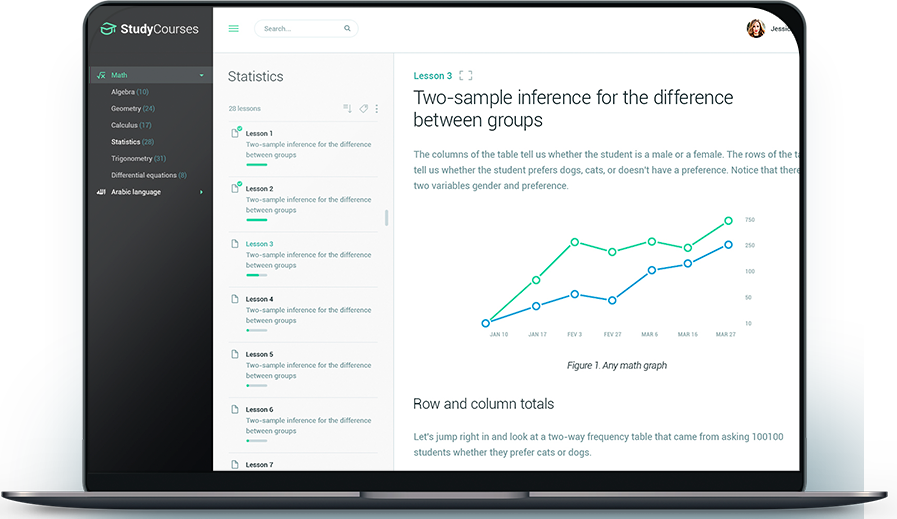 StudyCourses
Search...
Math
Algebra (10)
Geometry (24)
Calculus (17)
Statistics (28)
Trigonometry (31)
Differential equations (8)
Arabic language
Statistics
28 lessons
Lesson 1
Two-sample inference for the difference
between groups
Lesson 2
Two-sample inference for the difference
between groups
Lesson 3
Two-sample inference for the difference
between groups
Lesson 4
Two-sample inference for the difference
between groups
Lesson 5
Two-sample inference for the difference
between groups
Lesson 6
Two-sample inference for the difference
between groups
Lesson 7
Lesson 3
Two-sample inference for the difference
between groups
The columns of the table tell us whether the student is a male or a female. The rows of the
tell us whether the student prefers dogs, cats, or doesn't have a preference. Notice that there
two variables gender and preference.
750
250
100
50
10
JAN 10 JAN 17 FEV 3 FEV 27 MAR 6 MAR 16 MAR 27
Figure 1. Any math graph
Row and column totals
Let's jump right in and look at a two-way frequency table that came from asking 100100
students whether they prefer cats or dogs.